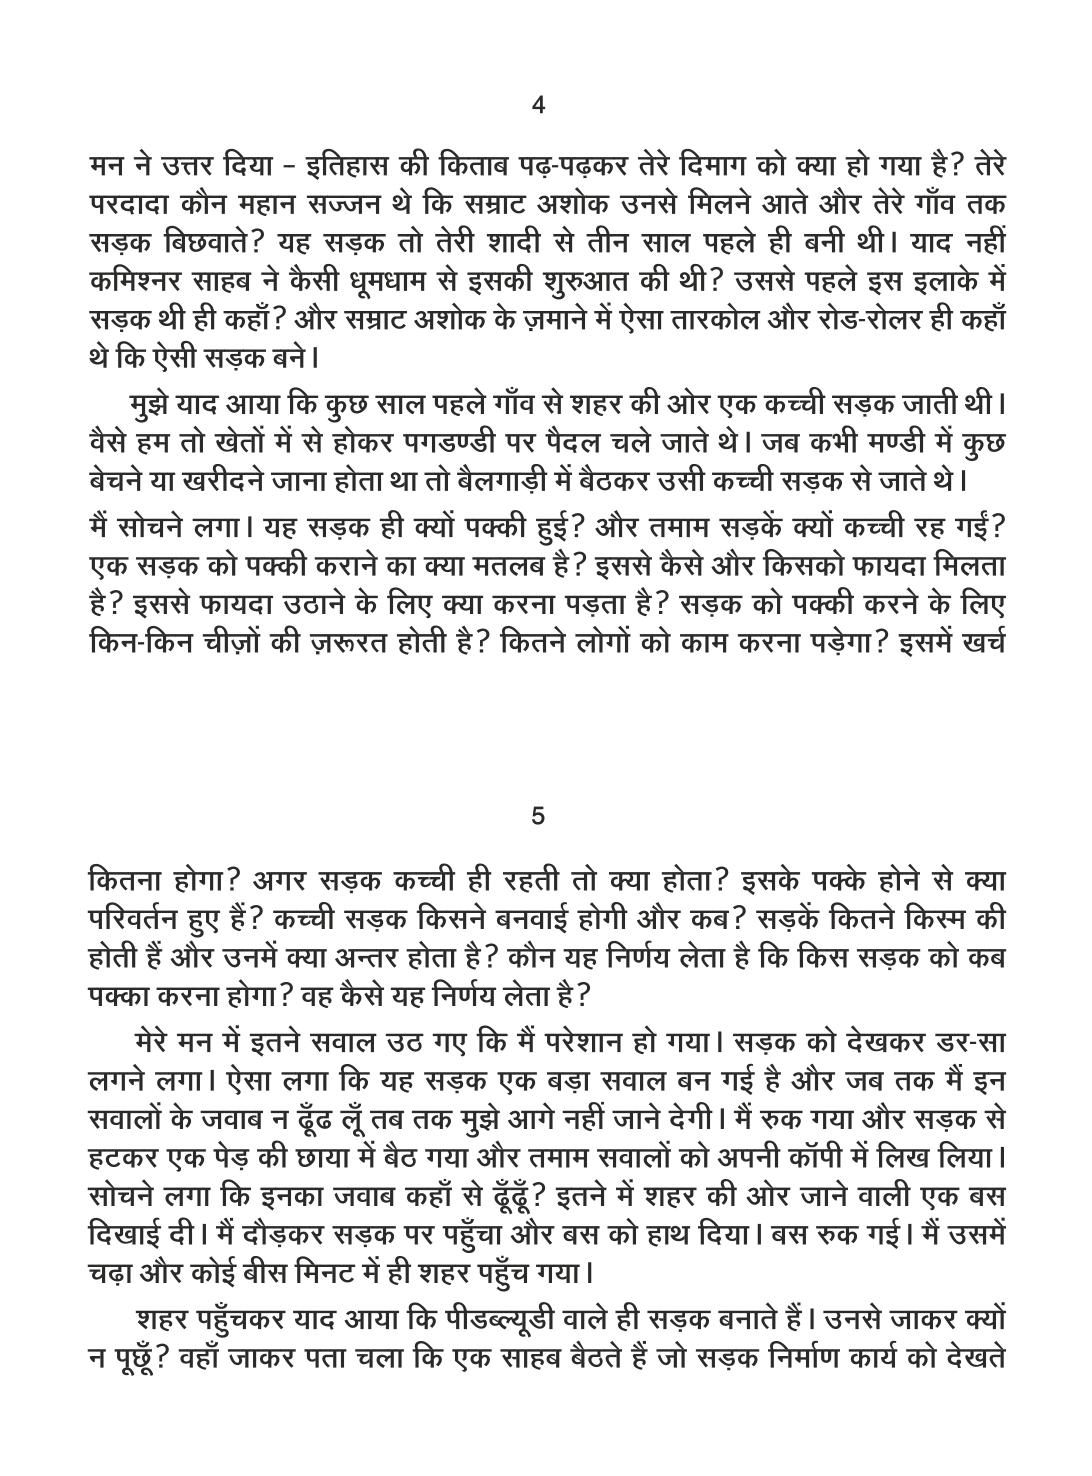 4
मन ने उत्तर दिया – इतिहास की किताब पढ़-पढ़कर तेरे दिमाग को क्या हो गया है? तेरे
परदादा कौन महान सज्जन थे कि सम्राट अशोक उनसे मिलने आते और तेरे गाँव तक
सड़क बिछवाते? यह सड़क तो तेरी शादी से तीन साल पहले ही बनी थी। याद नहीं
कमिश्नर साहब ने कैसी धूमधाम से इसकी शुरुआत की थी? उससे पहले इस इलाके में
सड़क थी ही कहाँ? और सम्राट अशोक के ज़माने में ऐसा तारकोल और रोड-रोलर ही कहाँ
थे कि ऐसी सड़क बने।
मुझे याद आया कि कुछ साल पहले गाँव से शहर की ओर एक कच्ची सड़क जाती थी।
वैसे हम तो खेतों में से होकर पगडण्डी पर पैदल चले जाते थे। जब कभी मण्डी में कुछ
बेचने या खरीदने जाना होता था तो बैलगाड़ी में बैठकर उसी कच्ची सड़क से जाते थे।
मैं सोचने लगा। यह सड़क ही क्यों पक्की हुई? और तमाम सड़कें क्यों कच्ची रह गईं?
एक सड़क को पक्की कराने का क्या मतलब है? इससे कैसे और किसको फायदा मिलता
है? इससे फायदा उठाने के लिए क्या करना पड़ता है? सड़क को पक्की करने के लिए
किन-किन चीज़ों की ज़रूरत होती है? कितने लोगों को काम करना पड़ेगा? इसमें खर्च
5
कितना होगा? अगर सड़क कच्ची ही रहती तो क्या होता? इसके पक्के होने से क्या
परिवर्तन हुए हैं? कच्ची सड़क किसने बनवाई होगी और कब? सड़कें कितने किस्म की
होती हैं और उनमें क्या अन्तर होता है? कौन यह निर्णय लेता है कि किस सड़क को कब
पक्का करना होगा? वह कैसे यह निर्णय लेता है?
मेरे मन में इतने सवाल उठ गए कि मैं परेशान हो गया। सड़क को देखकर डर-सा
लगने लगा। ऐसा लगा कि यह सड़क एक बड़ा सवाल बन गई है और जब तक मैं इन
सवालों के जवाब न ढूँढ लूँ तब तक मुझे आगे नहीं जाने देगी। मैं रुक गया और सड़क से
हटकर एक पेड़ की छाया में बैठ गया और तमाम सवालों को अपनी कॉपी में लिख लिया।
सोचने लगा कि इनका जवाब कहाँ से ढूँढूँ? इतने में शहर की ओर जाने वाली एक बस
दिखाई दी। मैं दौड़कर सड़क पर पहुँचा और बस को हाथ दिया। बस रुक गई। मैं उसमें
चढ़ा और कोई बीस मिनट में ही शहर पहुँच गया।
शहर पहुँचकर याद आया कि पीडब्ल्यूडी वाले ही सड़क बनाते हैं। उनसे जाकर क्यों
न पूछूँ? वहाँ जाकर पता चला कि एक साहब बैठते हैं जो सड़क निर्माण कार्य को देखते